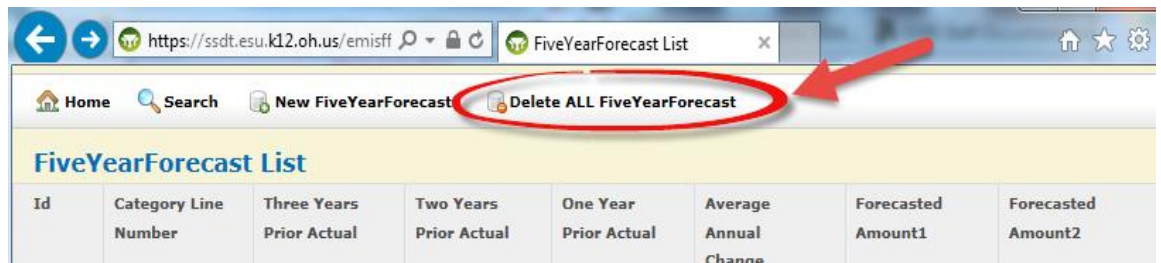 https://ssdt.esu.k12.oh.us/emisff
FiveYearForecast List
Home Search New FiveYearForecast Delete ALL FiveYearForecast
FiveYearForecast List
Id Category Line Number Three Years Prior Actual Two Years Prior Actual One Year Prior Actual Average Annual Change Forecasted Amount1 Forecasted Amount2